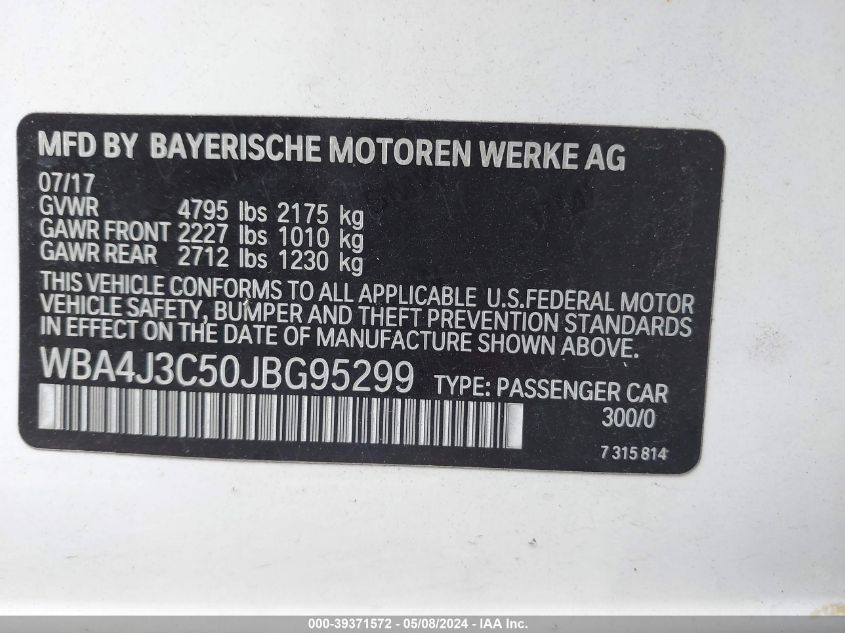 MFD BY BAYERISCHE MOTOREN WERKE AG
07/17
GVWR 4795 lbs 2175 kg
GAWR FRONT 2227 lbs 1010 kg
GAWR REAR 2712 lbs 1230 kg
THIS VEHICLE CONFORMS TO ALL APPLICABLE U.S.FEDERAL MOTOR
VEHICLE SAFETY, BUMPER AND THEFT PREVENTION STANDARDS
IN EFFECT ON THE DATE OF MANUFACTURE SHOWN ABOVE.
WBA4J3C50JBG95299 TYPE: PASSENGER CAR
300/0
7 315 814
000-39371572 - 05/08/2024 - IAA Inc.